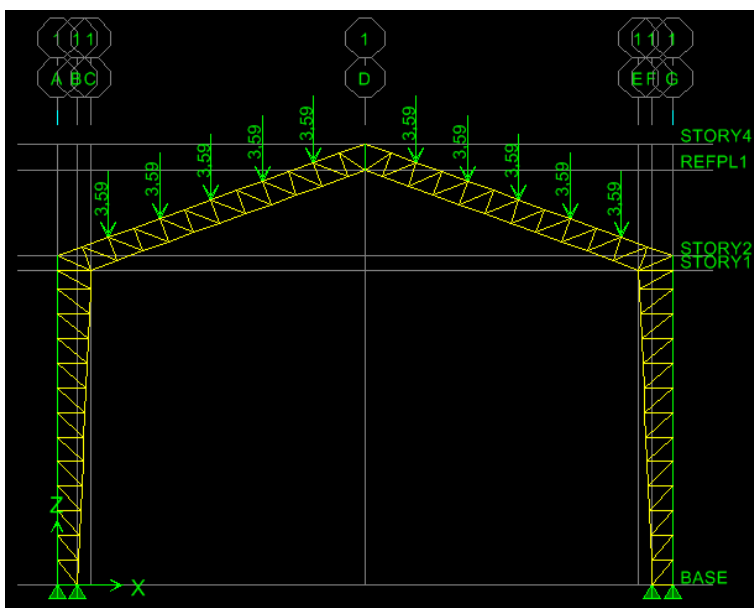 1 1 1 1 1 1 1
A B C D E F G
STORY4
REFPL1
3.59 3.59 3.59 3.59 3.59 3.59 3.59 3.59 3.59 3.59
STORY2
STORY1
Z
X
BASE